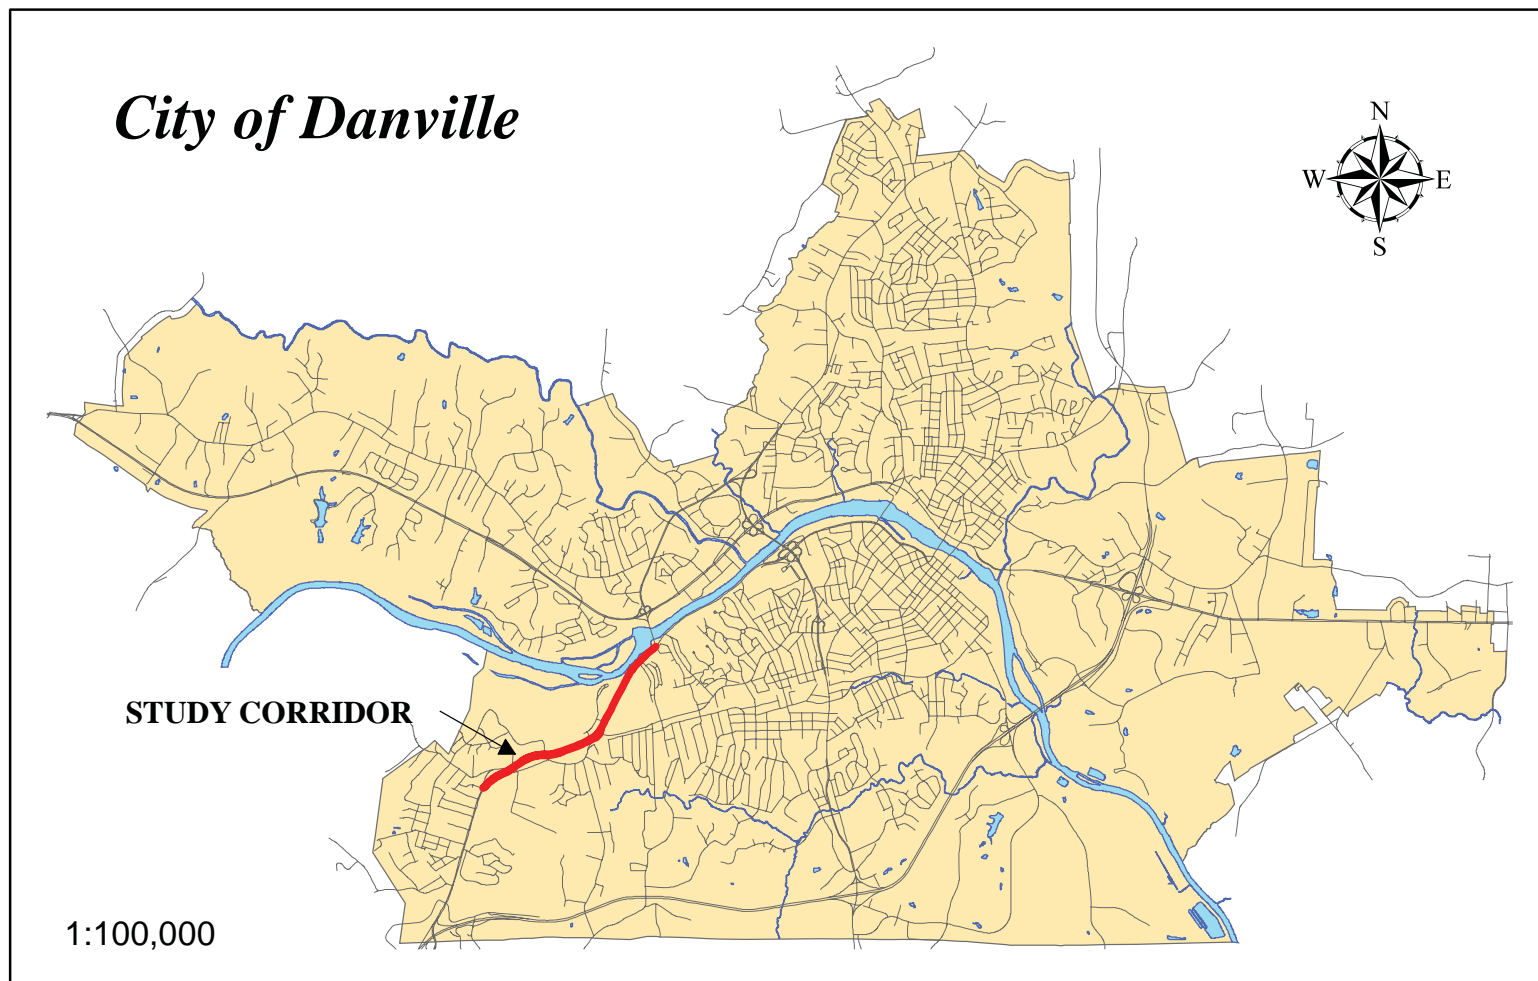 City of Danville
N
W E
S
STUDY CORRIDOR
1:100,000